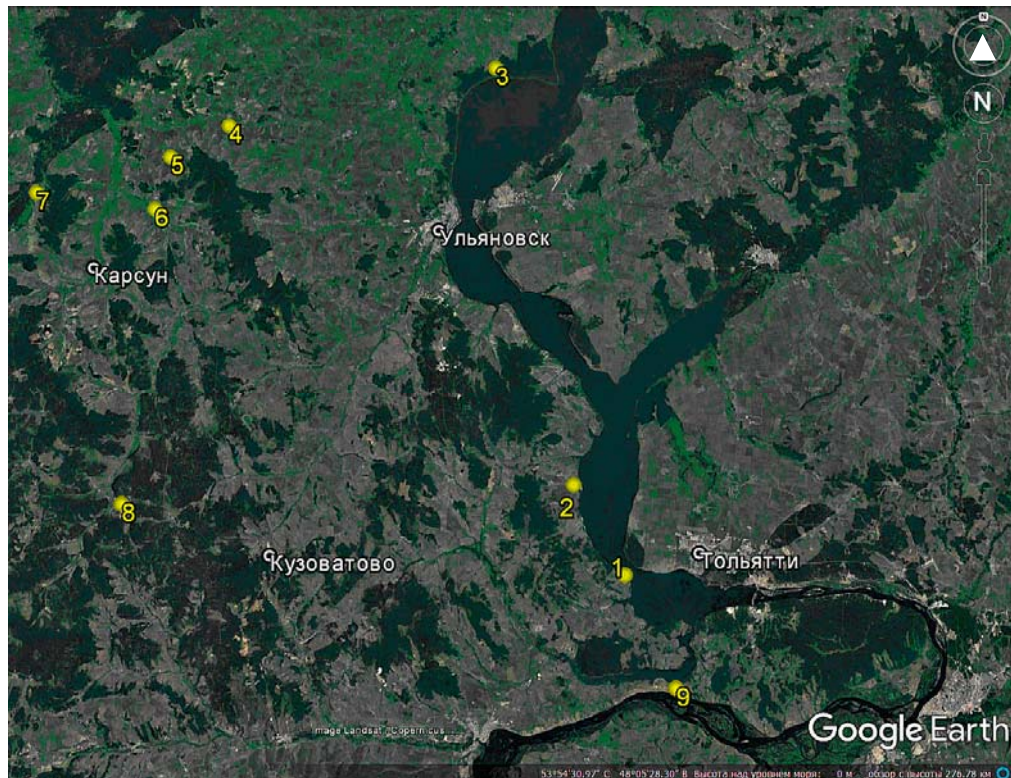 N
N
3
4
5
7
6
Ульяновск
Карсун
2
8
1
Тольятти
Кузоватово
9
Image Landsat / Copernicus
Google Earth
53°54'30.97" С 48°05'28.30" В Высота над уровнем моря: 0 м обзор с высоты 276.78 км